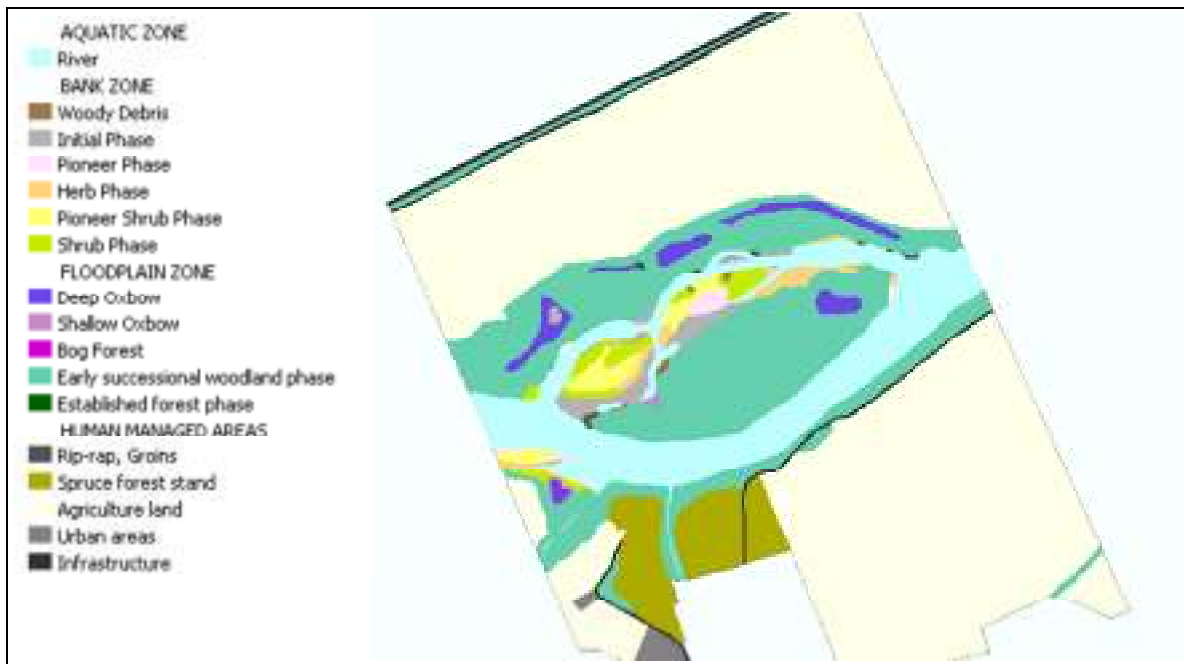 AQUATIC ZONE
River
BANK ZONE
Woody Debris
Initial Phase
Pioneer Phase
Herb Phase
Pioneer Shrub Phase
Shrub Phase
FLOODPLAIN ZONE
Deep Oxbow
Shallow Oxbow
Bog Forest
Early successional woodland phase
Established forest phase
HUMAN MANAGED AREAS
Rip-rap, Groins
Spruce forest stand
Agriculture land
Urban areas
Infrastructure